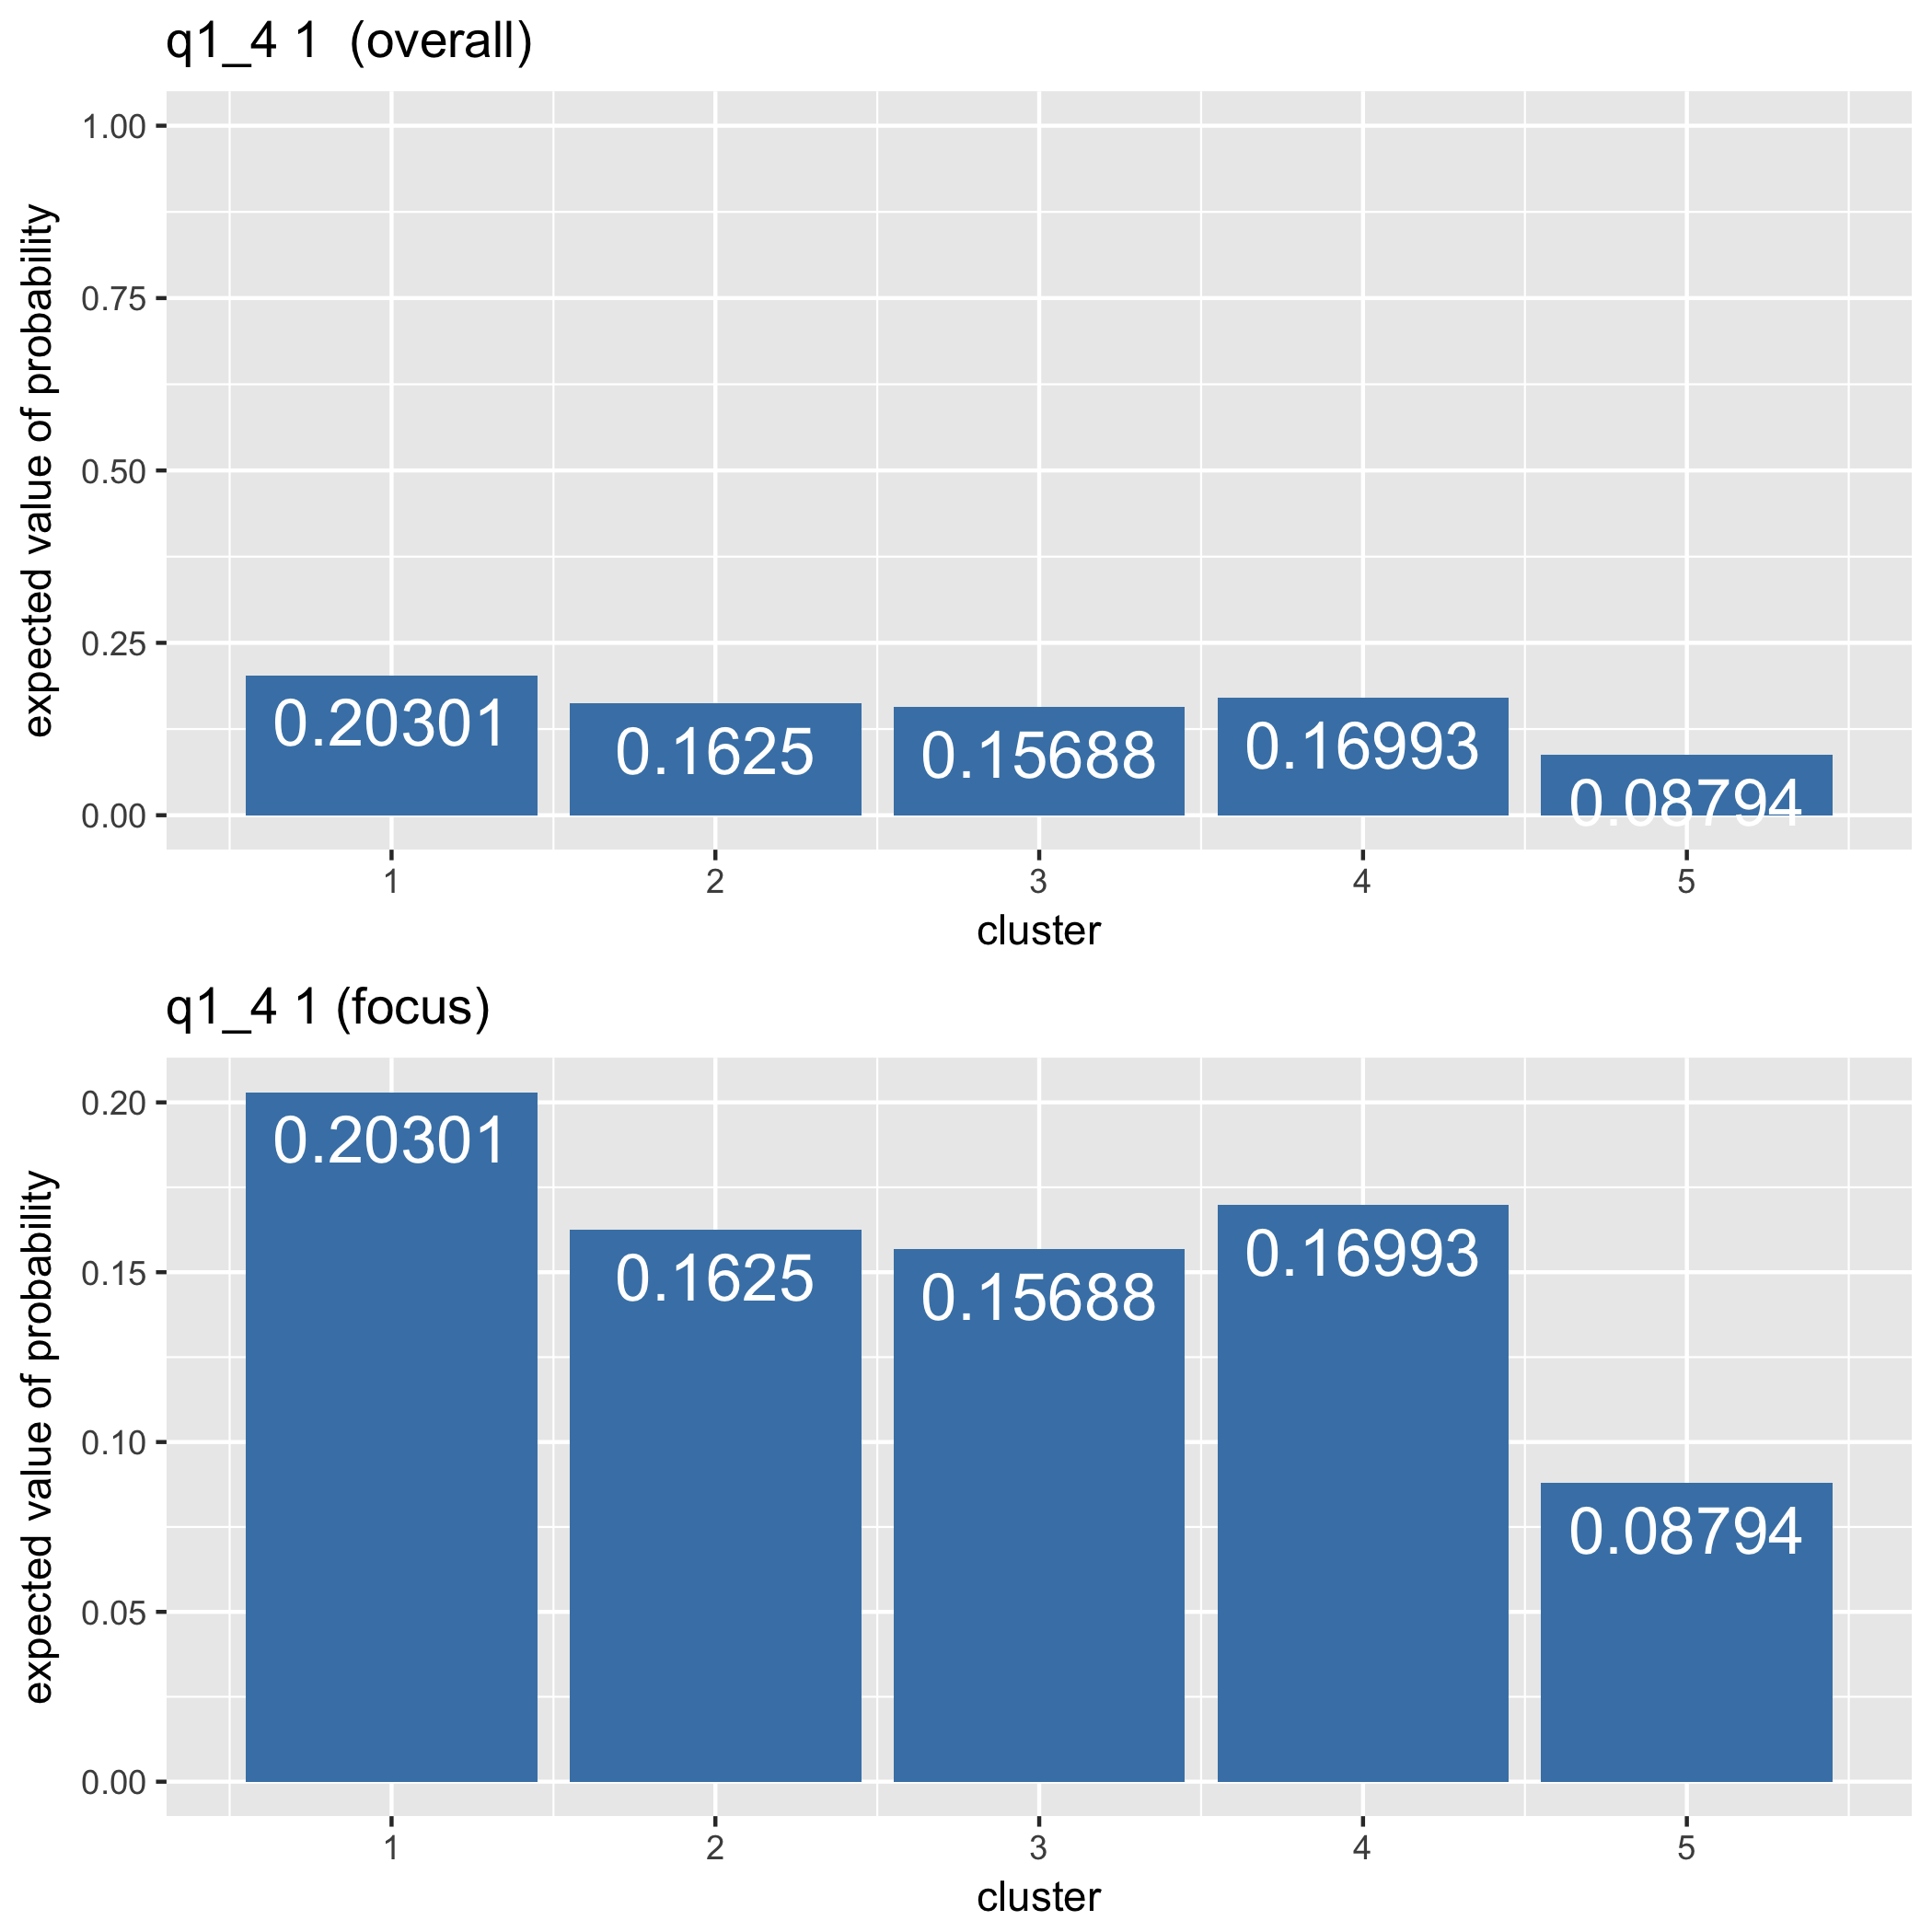 q1_4 1  (overall)
expected value of probability
1.00
0.75
0.50
0.25
0.00
0.20301
0.1625
0.15688
0.16993
0.08794
1 2 3 4 5
cluster
q1_4 1 (focus)
expected value of probability
0.20
0.15
0.10
0.05
0.00
0.20301
0.1625
0.15688
0.16993
0.08794
1 2 3 4 5
cluster